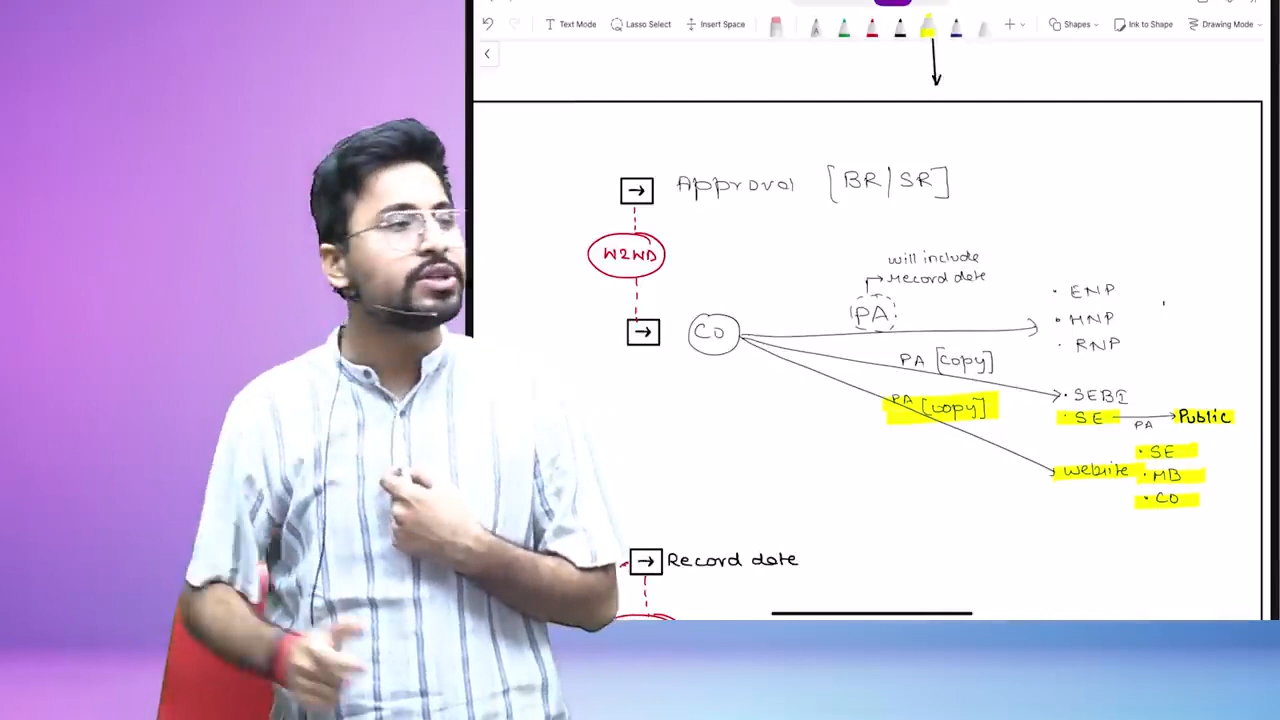 Text Mode Lasso Select Insert Space Shapes Ink to Shape Drawing Mode
Approval [BR/SR]
W2WD
will include
record date
PA
CO
• ENP
• HNP
• RNP
PA [copy]
• SEBI
PA [copy]
• SE PA Public
• SE
website • MB
• CO
Record date